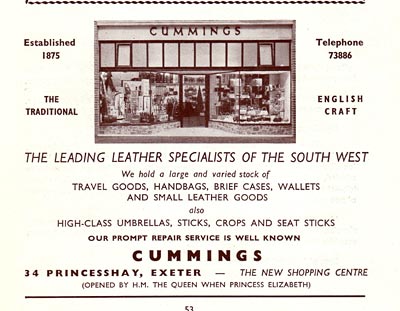 CUMMINGS
Established
1875
Telephone
73886
THE
TRADITIONAL
ENGLISH
CRAFT
THE LEADING LEATHER SPECIALISTS OF THE SOUTH WEST
We hold a large and varied stock of
TRAVEL GOODS, HANDBAGS, BRIEF CASES, WALLETS
AND SMALL LEATHER GOODS
also
HIGH-CLASS UMBRELLAS, STICKS, CROPS AND SEAT STICKS
OUR PROMPT REPAIR SERVICE IS WELL KNOWN
CUMMINGS
34 PRINCESSHAY, EXETER — THE NEW SHOPPING CENTRE
(OPENED BY H.M. THE QUEEN WHEN PRINCESS ELIZABETH)
53